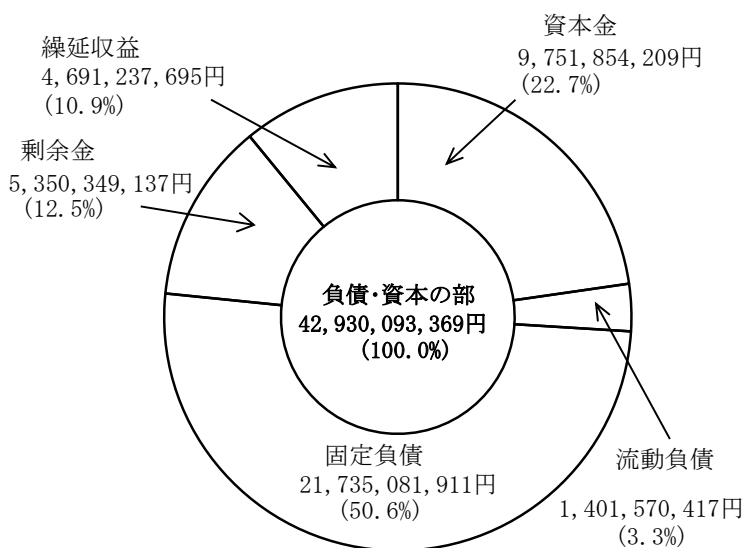 資本金
9,751,854,209円
(22.7%)
繰延収益
4,691,237,695円
(10.9%)
剰余金
5,350,349,137円
(12.5%)
負債・資本の部
42,930,093,369円
(100.0%)
固定負債
21,735,081,911円
(50.6%)
流動負債
1,401,570,417円
(3.3%)